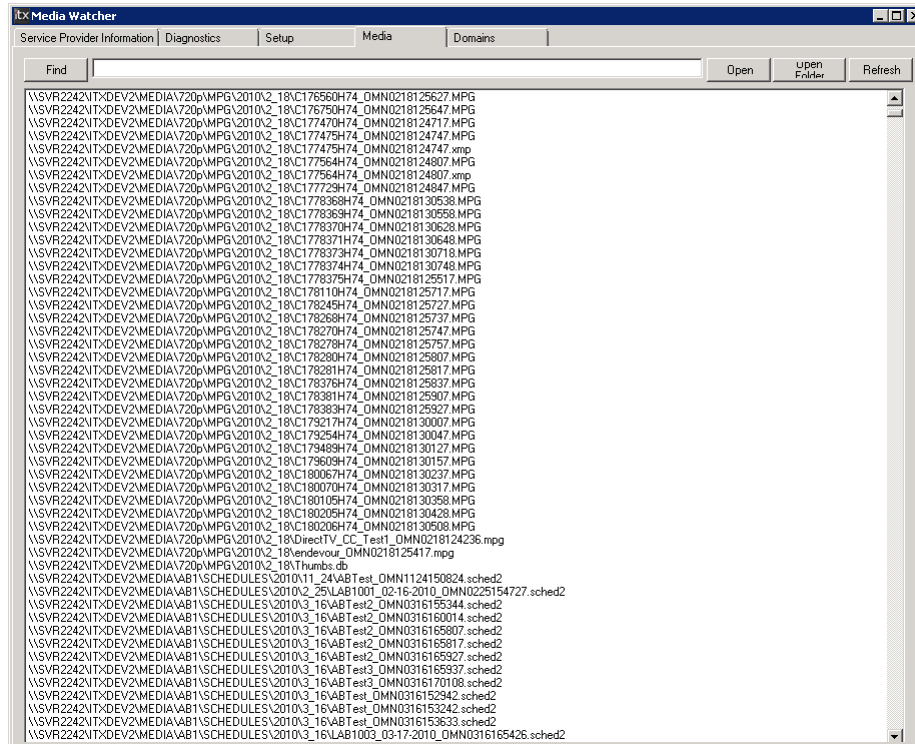 itx Media Watcher
Service Provider Information Diagnostics Setup Media Domains
Find Open Open Folder Refresh
\\SVR2242\ITXDEV2\MEDIA\720p\MPG\2010\2_18\C176560H74_OMN0218125627.MPG
\\SVR2242\ITXDEV2\MEDIA\720p\MPG\2010\2_18\C176750H74_OMN0218125647.MPG
\\SVR2242\ITXDEV2\MEDIA\720p\MPG\2010\2_18\C177470H74_OMN0218124717.MPG
\\SVR2242\ITXDEV2\MEDIA\720p\MPG\2010\2_18\C177475H74_OMN0218124747.MPG
\\SVR2242\ITXDEV2\MEDIA\720p\MPG\2010\2_18\C177475H74_OMN0218124747.xmp
\\SVR2242\ITXDEV2\MEDIA\720p\MPG\2010\2_18\C177564H74_OMN0218124807.MPG
\\SVR2242\ITXDEV2\MEDIA\720p\MPG\2010\2_18\C177564H74_OMN0218124807.xmp
\\SVR2242\ITXDEV2\MEDIA\720p\MPG\2010\2_18\C177729H74_OMN0218124847.MPG
\\SVR2242\ITXDEV2\MEDIA\720p\MPG\2010\2_18\C1778368H74_OMN0218130538.MPG
\\SVR2242\ITXDEV2\MEDIA\720p\MPG\2010\2_18\C1778369H74_OMN0218130558.MPG
\\SVR2242\ITXDEV2\MEDIA\720p\MPG\2010\2_18\C1778370H74_OMN0218130628.MPG
\\SVR2242\ITXDEV2\MEDIA\720p\MPG\2010\2_18\C1778371H74_OMN0218130648.MPG
\\SVR2242\ITXDEV2\MEDIA\720p\MPG\2010\2_18\C1778373H74_OMN0218130718.MPG
\\SVR2242\ITXDEV2\MEDIA\720p\MPG\2010\2_18\C1778374H74_OMN0218130748.MPG
\\SVR2242\ITXDEV2\MEDIA\720p\MPG\2010\2_18\C1778375H74_OMN0218125517.MPG
\\SVR2242\ITXDEV2\MEDIA\720p\MPG\2010\2_18\C178110H74_OMN0218125717.MPG
\\SVR2242\ITXDEV2\MEDIA\720p\MPG\2010\2_18\C178245H74_OMN0218125727.MPG
\\SVR2242\ITXDEV2\MEDIA\720p\MPG\2010\2_18\C178268H74_OMN0218125737.MPG
\\SVR2242\ITXDEV2\MEDIA\720p\MPG\2010\2_18\C178270H74_OMN0218125747.MPG
\\SVR2242\ITXDEV2\MEDIA\720p\MPG\2010\2_18\C178278H74_OMN0218125757.MPG
\\SVR2242\ITXDEV2\MEDIA\720p\MPG\2010\2_18\C178280H74_OMN0218125807.MPG
\\SVR2242\ITXDEV2\MEDIA\720p\MPG\2010\2_18\C178281H74_OMN0218125817.MPG
\\SVR2242\ITXDEV2\MEDIA\720p\MPG\2010\2_18\C178376H74_OMN0218125837.MPG
\\SVR2242\ITXDEV2\MEDIA\720p\MPG\2010\2_18\C178381H74_OMN0218125907.MPG
\\SVR2242\ITXDEV2\MEDIA\720p\MPG\2010\2_18\C178383H74_OMN0218125927.MPG
\\SVR2242\ITXDEV2\MEDIA\720p\MPG\2010\2_18\C179217H74_OMN0218130007.MPG
\\SVR2242\ITXDEV2\MEDIA\720p\MPG\2010\2_18\C179254H74_OMN0218130047.MPG
\\SVR2242\ITXDEV2\MEDIA\720p\MPG\2010\2_18\C179489H74_OMN0218130127.MPG
\\SVR2242\ITXDEV2\MEDIA\720p\MPG\2010\2_18\C179609H74_OMN0218130157.MPG
\\SVR2242\ITXDEV2\MEDIA\720p\MPG\2010\2_18\C180067H74_OMN0218130237.MPG
\\SVR2242\ITXDEV2\MEDIA\720p\MPG\2010\2_18\C180070H74_OMN0218130317.MPG
\\SVR2242\ITXDEV2\MEDIA\720p\MPG\2010\2_18\C180105H74_OMN0218130358.MPG
\\SVR2242\ITXDEV2\MEDIA\720p\MPG\2010\2_18\C180205H74_OMN0218130428.MPG
\\SVR2242\ITXDEV2\MEDIA\720p\MPG\2010\2_18\C180206H74_OMN0218130508.MPG
\\SVR2242\ITXDEV2\MEDIA\720p\MPG\2010\2_18\DirectTV_CC_Test1_OMN0218124236.mpg
\\SVR2242\ITXDEV2\MEDIA\720p\MPG\2010\2_18\endevour_OMN0218125417.mpg
\\SVR2242\ITXDEV2\MEDIA\720p\MPG\2010\2_18\Thumbs.db
\\SVR2242\ITXDEV2\MEDIA\AB1\SCHEDULES\2010\11_24\ABTest_OMN1124150824.sched2
\\SVR2242\ITXDEV2\MEDIA\AB1\SCHEDULES\2010\2_25\LAB1001_02-16-2010_OMN0225154727.sched2
\\SVR2242\ITXDEV2\MEDIA\AB1\SCHEDULES\2010\3_16\ABTest2_OMN0316155344.sched2
\\SVR2242\ITXDEV2\MEDIA\AB1\SCHEDULES\2010\3_16\ABTest2_OMN0316160014.sched2
\\SVR2242\ITXDEV2\MEDIA\AB1\SCHEDULES\2010\3_16\ABTest2_OMN0316165807.sched2
\\SVR2242\ITXDEV2\MEDIA\AB1\SCHEDULES\2010\3_16\ABTest2_OMN0316165817.sched2
\\SVR2242\ITXDEV2\MEDIA\AB1\SCHEDULES\2010\3_16\ABTest2_OMN0316165927.sched2
\\SVR2242\ITXDEV2\MEDIA\AB1\SCHEDULES\2010\3_16\ABTest3_OMN0316165937.sched2
\\SVR2242\ITXDEV2\MEDIA\AB1\SCHEDULES\2010\3_16\ABTest3_OMN0316170108.sched2
\\SVR2242\ITXDEV2\MEDIA\AB1\SCHEDULES\2010\3_16\ABTest_OMN0316152942.sched2
\\SVR2242\ITXDEV2\MEDIA\AB1\SCHEDULES\2010\3_16\ABTest_OMN0316153242.sched2
\\SVR2242\ITXDEV2\MEDIA\AB1\SCHEDULES\2010\3_16\ABTest_OMN0316153633.sched2
\\SVR2242\ITXDEV2\MEDIA\AB1\SCHEDULES\2010\3_16\LAB1003_03-17-2010_OMN0316165426.sched2